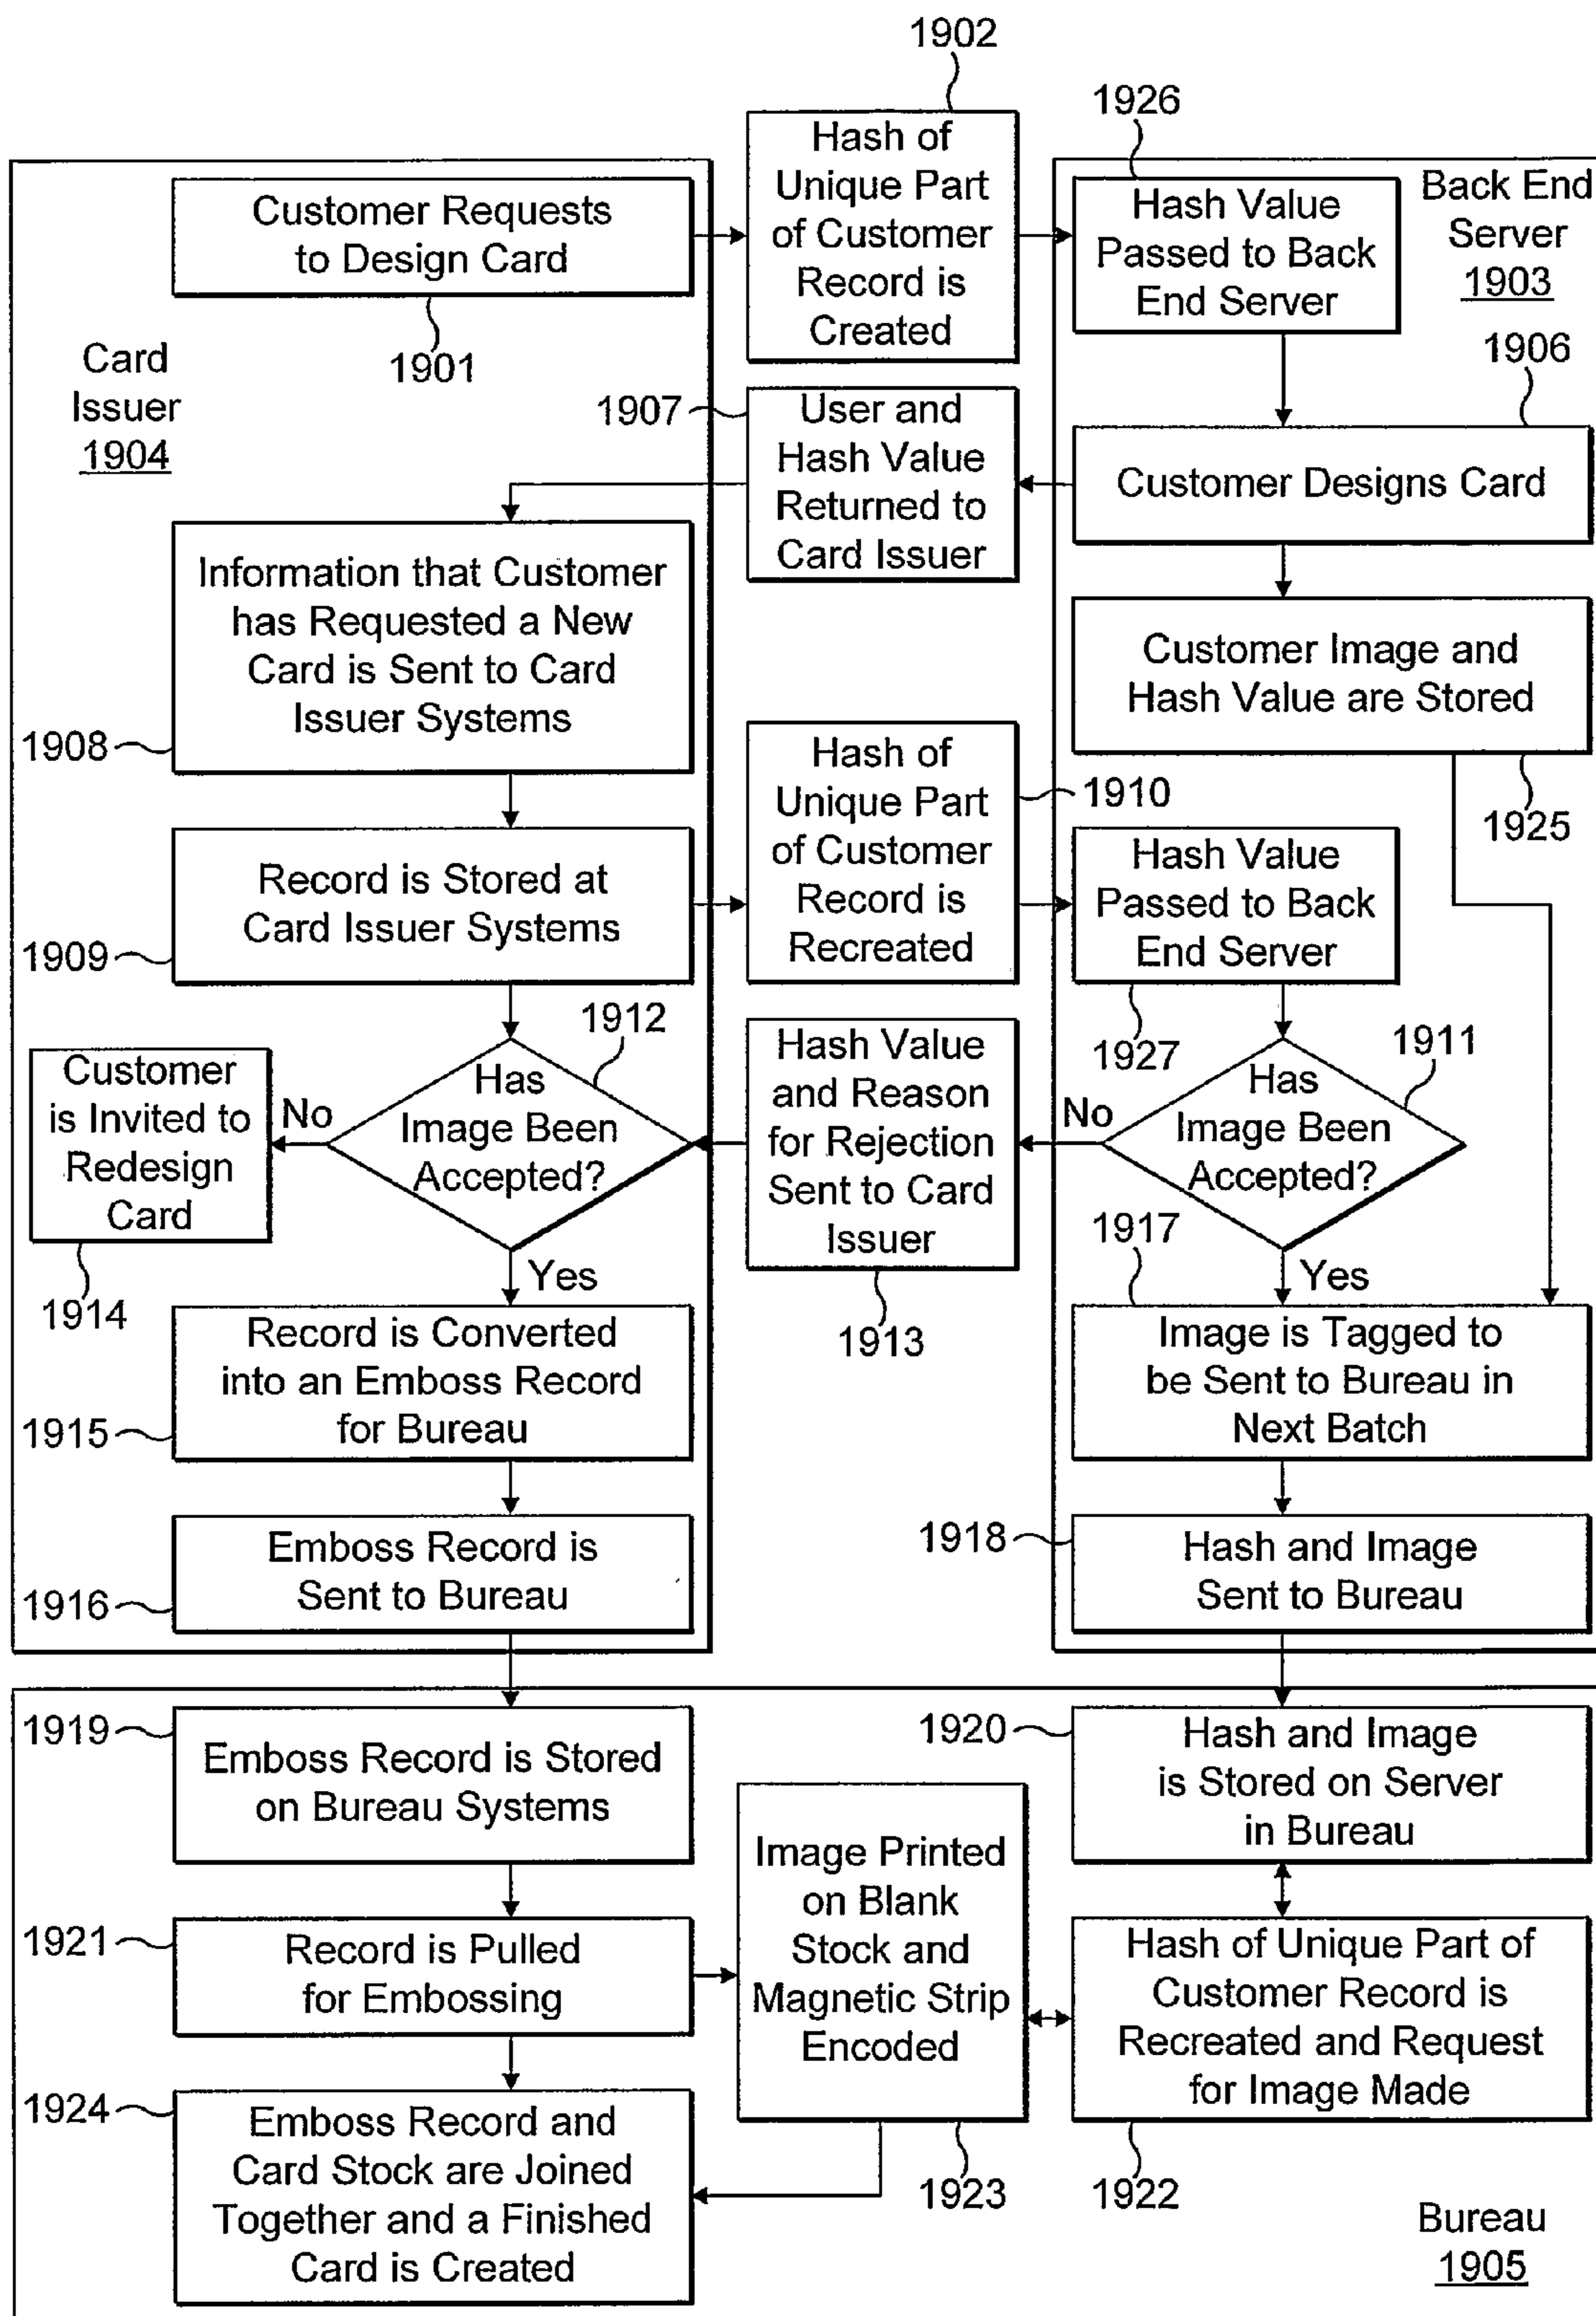 1902
1926
Hash of
Unique Part
of Customer
Record is
Created
Customer Requests
to Design Card
1901
Hash Value
Passed to Back
End Server
Back End
Server
1903
1906
Card
Issuer
1904
1907
User and
Hash Value
Returned to
Card Issuer
Customer Designs Card
Information that Customer
has Requested a New
Card is Sent to Card
Issuer Systems
1908
Customer Image and
Hash Value are Stored
1925
Hash of
Unique Part
of Customer
Record is
Recreated
1910
Record is Stored at
Card Issuer Systems
1909
Hash Value
Passed to Back
End Server
1927
1912
Has
Image Been
Accepted?
No
Yes
Customer
is Invited to
Redesign
Card
1914
Hash Value
and Reason
for Rejection
Sent to Card
Issuer
1913
1911
Has
Image Been
Accepted?
No
Yes
1917
Record is Converted
into an Emboss Record
for Bureau
1915
Image is Tagged to
be Sent to Bureau in
Next Batch
Emboss Record is
Sent to Bureau
1916
1918
Hash and Image
Sent to Bureau
1919
Emboss Record is Stored
on Bureau Systems
1920
Hash and Image
is Stored on Server
in Bureau
Image Printed
on Blank
Stock and
Magnetic Strip
Encoded
1923
1921
Record is Pulled
for Embossing
Hash of Unique Part of
Customer Record is
Recreated and Request
for Image Made
1922
1924
Emboss Record and
Card Stock are Joined
Together and a Finished
Card is Created
Bureau
1905